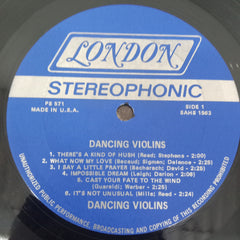 LONDON
STEREOPHONIC
PS 571
MADE IN U.S.A.
SIDE 1
SAHB 1963
DANCING VIOLINS
1. THERE'S A KIND OF HUSH (Reed; Stephens - 2:00)
2. WHAT NOW MY LOVE (Becaud; Sigman; Delanoe - 2:25)
3. I SAY A LITTLE PRAYER (Bacharach; David - 2:25)
4. IMPOSSIBLE DREAM (Leigh; Darion - 2:46)
5. CAST YOUR FATE TO THE WIND
(Guaraldi; Werber - 2:25)
6. IT'S NOT UNUSUAL (Mills; Reed - 2:24)
DANCING VIOLINS
UNAUTHORISED PUBLIC PERFORMANCE, BROADCASTING AND COPYING OF THIS RECORDING PROHIBITED